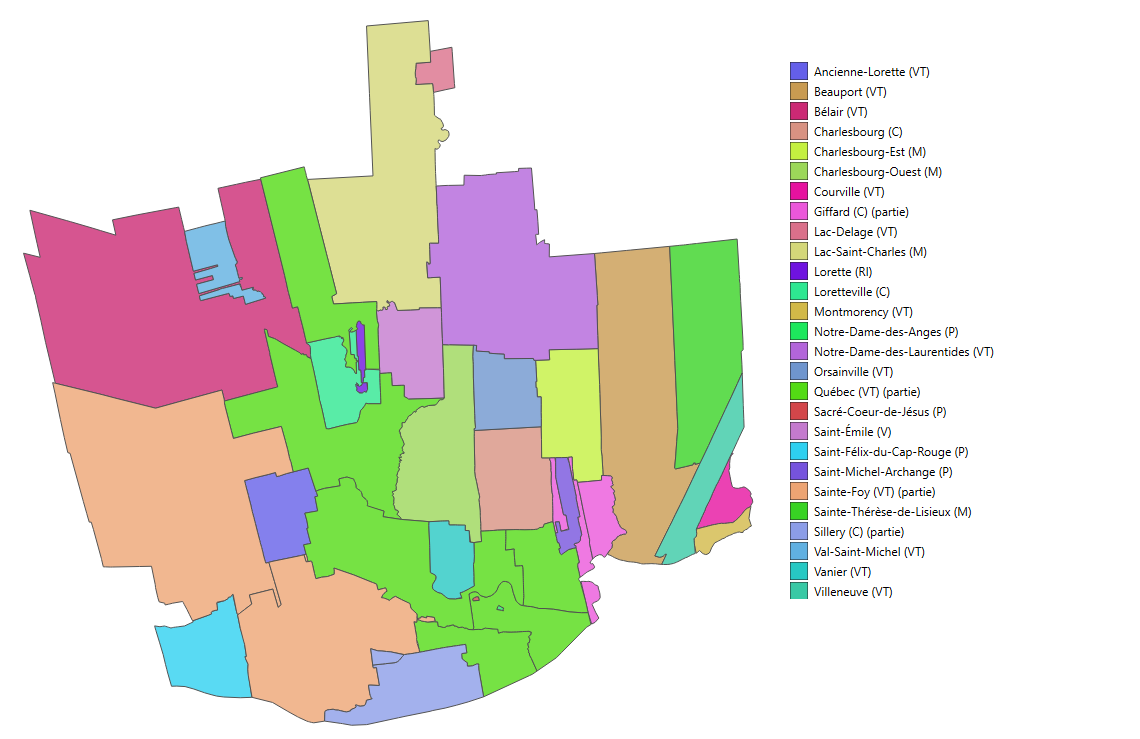 Ancienne-Lorette (VT)
Beauport (VT)
Bélair (VT)
Charlesbourg (C)
Charlesbourg-Est (M)
Charlesbourg-Ouest (M)
Courville (VT)
Giffard (C) (partie)
Lac-Delage (VT)
Lac-Saint-Charles (M)
Lorette (RI)
Loretteville (C)
Montmorency (VT)
Notre-Dame-des-Anges (P)
Notre-Dame-des-Laurentides (VT)
Orsainville (VT)
Québec (VT) (partie)
Sacré-Coeur-de-Jésus (P)
Saint-Émile (V)
Saint-Félix-du-Cap-Rouge (P)
Saint-Michel-Archange (P)
Sainte-Foy (VT) (partie)
Sainte-Thérèse-de-Lisieux (M)
Sillery (C) (partie)
Val-Saint-Michel (VT)
Vanier (VT)
Villeneuve (VT)